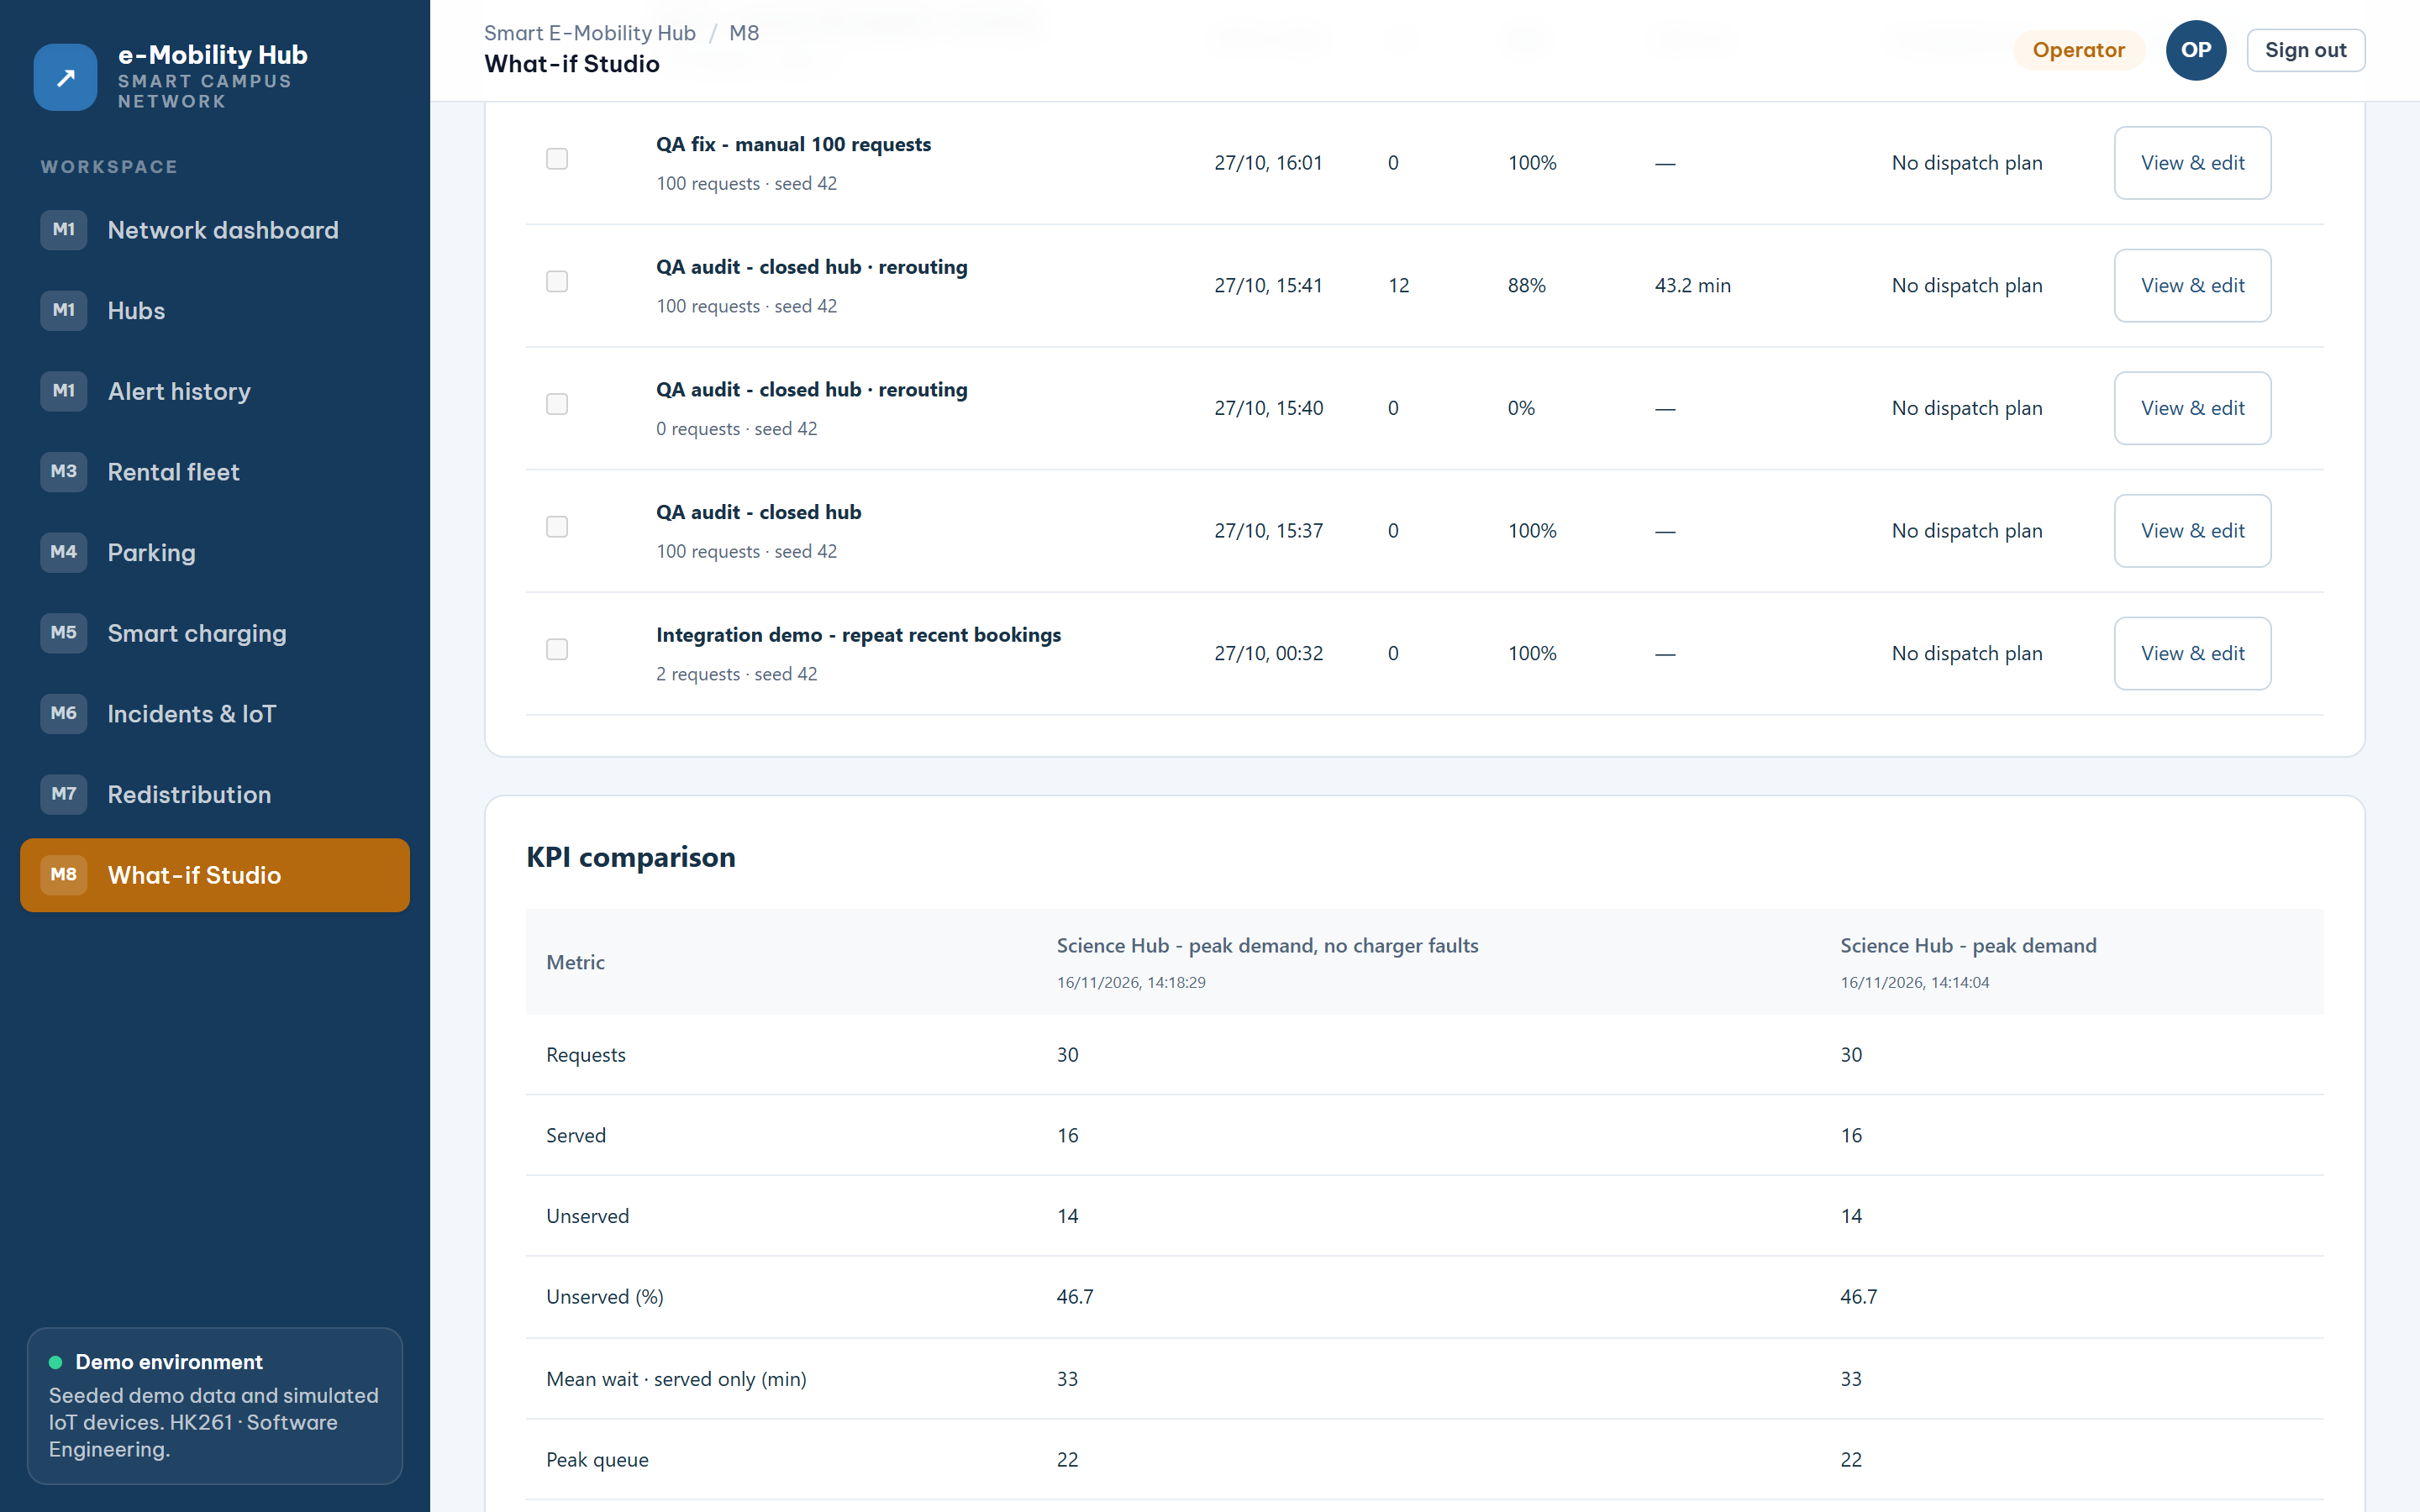 e-Mobility Hub
SMART CAMPUS
NETWORK
WORKSPACE
M1 Network dashboard
M1 Hubs
M1 Alert history
M3 Rental fleet
M4 Parking
M5 Smart charging
M6 Incidents & IoT
M7 Redistribution
M8 What-if Studio
Demo environment
Seeded demo data and simulated
IoT devices. HK261 · Software
Engineering.
Smart E-Mobility Hub / M8
What-if Studio
Operator OP Sign out
QA fix - manual 100 requests
100 requests · seed 42
27/10, 16:01 0 100% — No dispatch plan View & edit
QA audit - closed hub · rerouting
100 requests · seed 42
27/10, 15:41 12 88% 43.2 min No dispatch plan View & edit
QA audit - closed hub · rerouting
0 requests · seed 42
27/10, 15:40 0 0% — No dispatch plan View & edit
QA audit - closed hub
100 requests · seed 42
27/10, 15:37 0 100% — No dispatch plan View & edit
Integration demo - repeat recent bookings
2 requests · seed 42
27/10, 00:32 0 100% — No dispatch plan View & edit
KPI comparison
Metric
Science Hub - peak demand, no charger faults
16/11/2026, 14:18:29
Science Hub - peak demand
16/11/2026, 14:14:04
Requests 30 30
Served 16 16
Unserved 14 14
Unserved (%) 46.7 46.7
Mean wait · served only (min) 33 33
Peak queue 22 22